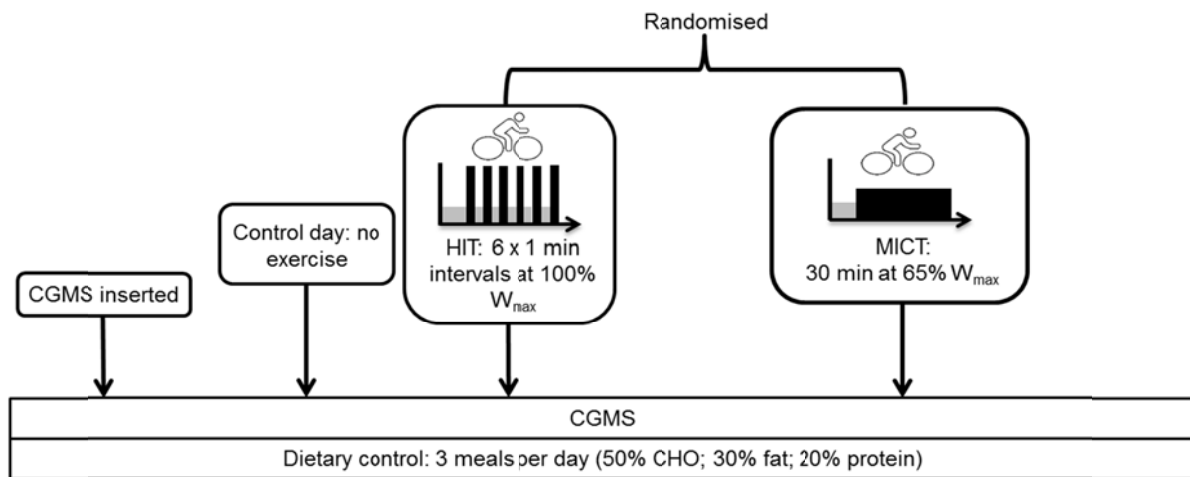 Randomised
HIT: 6 x 1 min
intervals at 100%
Wmax
MICT:
30 min at 65% Wmax
Control day: no
exercise
CGMS inserted
CGMS
Dietary control: 3 meals per day (50% CHO; 30% fat; 20% protein)